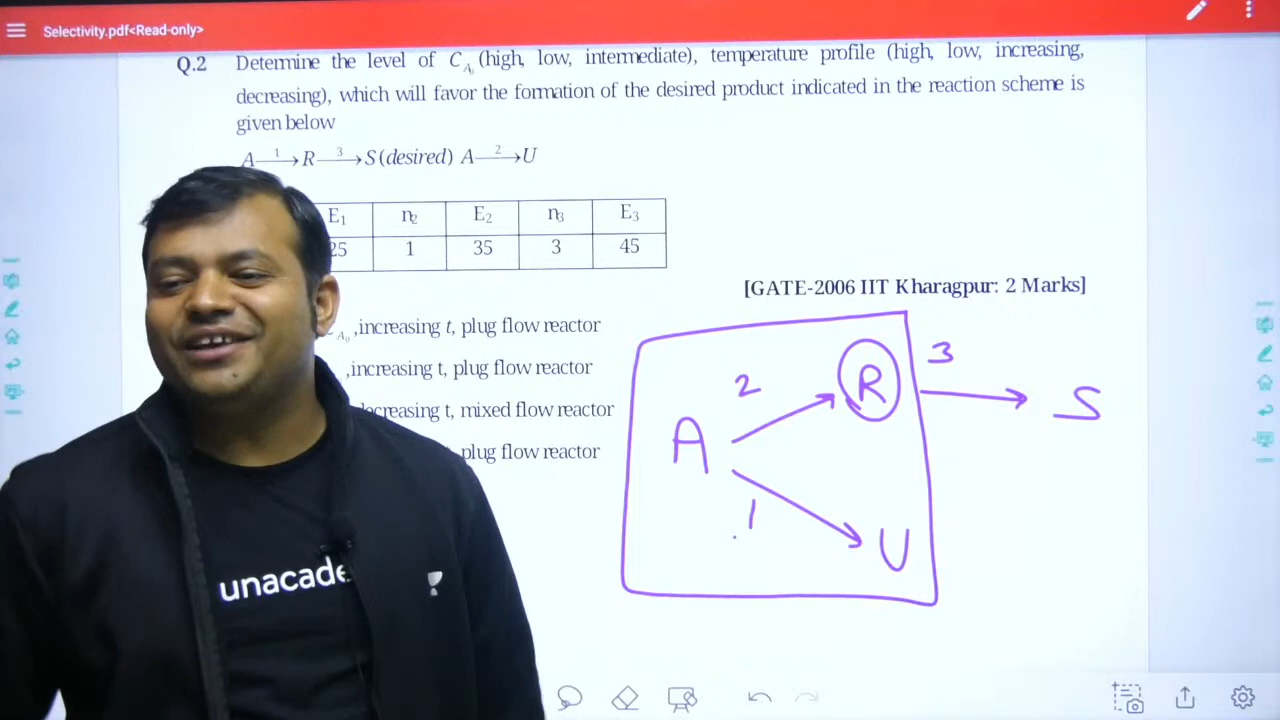 Selectivity.pdf<Read-only>
Q.2 Determine the level of C_A₀ (high, low, intermediate), temperature profile (high, low, increasing,
decreasing), which will favor the formation of the desired product indicated in the reaction scheme is
given below
A 1→ R 3→ S(desired) A 2→ U
E₁ n₂ E₂ n₃ E₃
25 1 35 3 45
[GATE-2006 IIT Kharagpur: 2 Marks]
A₀ ,increasing t, plug flow reactor
,increasing t, plug flow reactor
decreasing t, mixed flow reactor
plug flow reactor
A 2 R 3 S
1 U
unacade